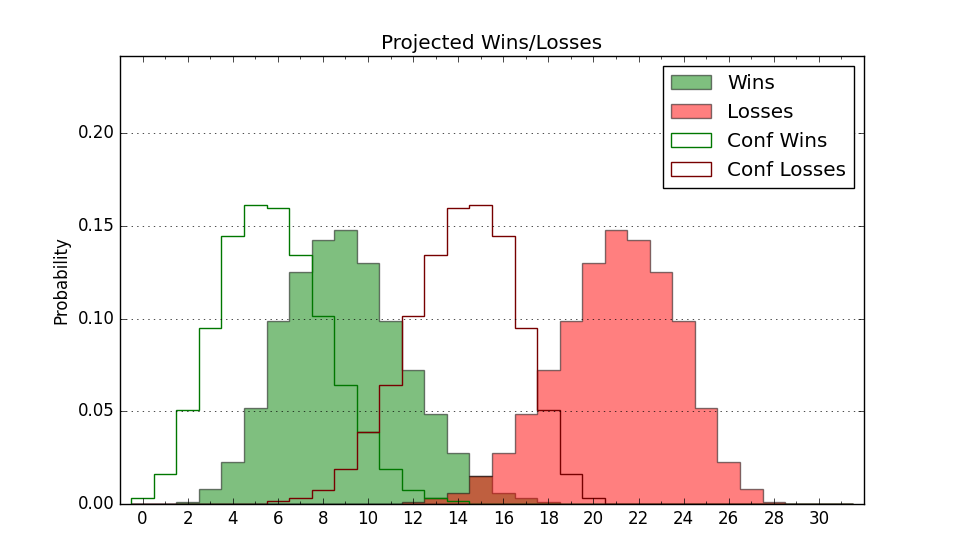 Projected Wins/Losses
Wins
Losses
Conf Wins
Conf Losses
Probability
0.20
0.15
0.10
0.05
0.00
0 2 4 6 8 10 12 14 16 18 20 22 24 26 28 30